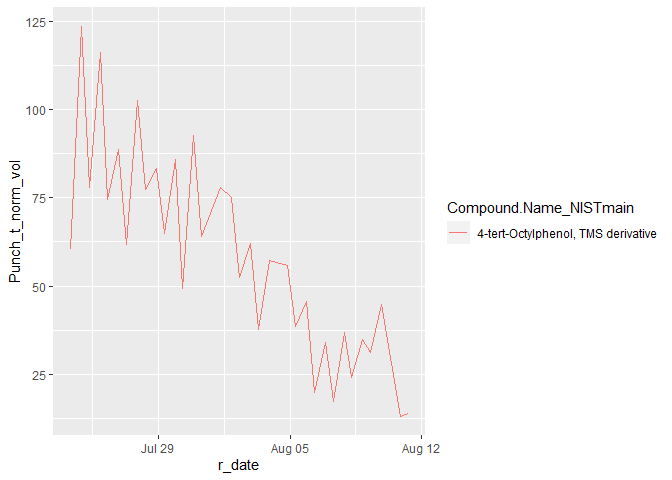 125
100
75
50
25
Punch_t_norm_vol
Jul 29
Aug 05
Aug 12
r_date
Compound.Name_NISTmain
4-tert-Octylphenol, TMS derivative